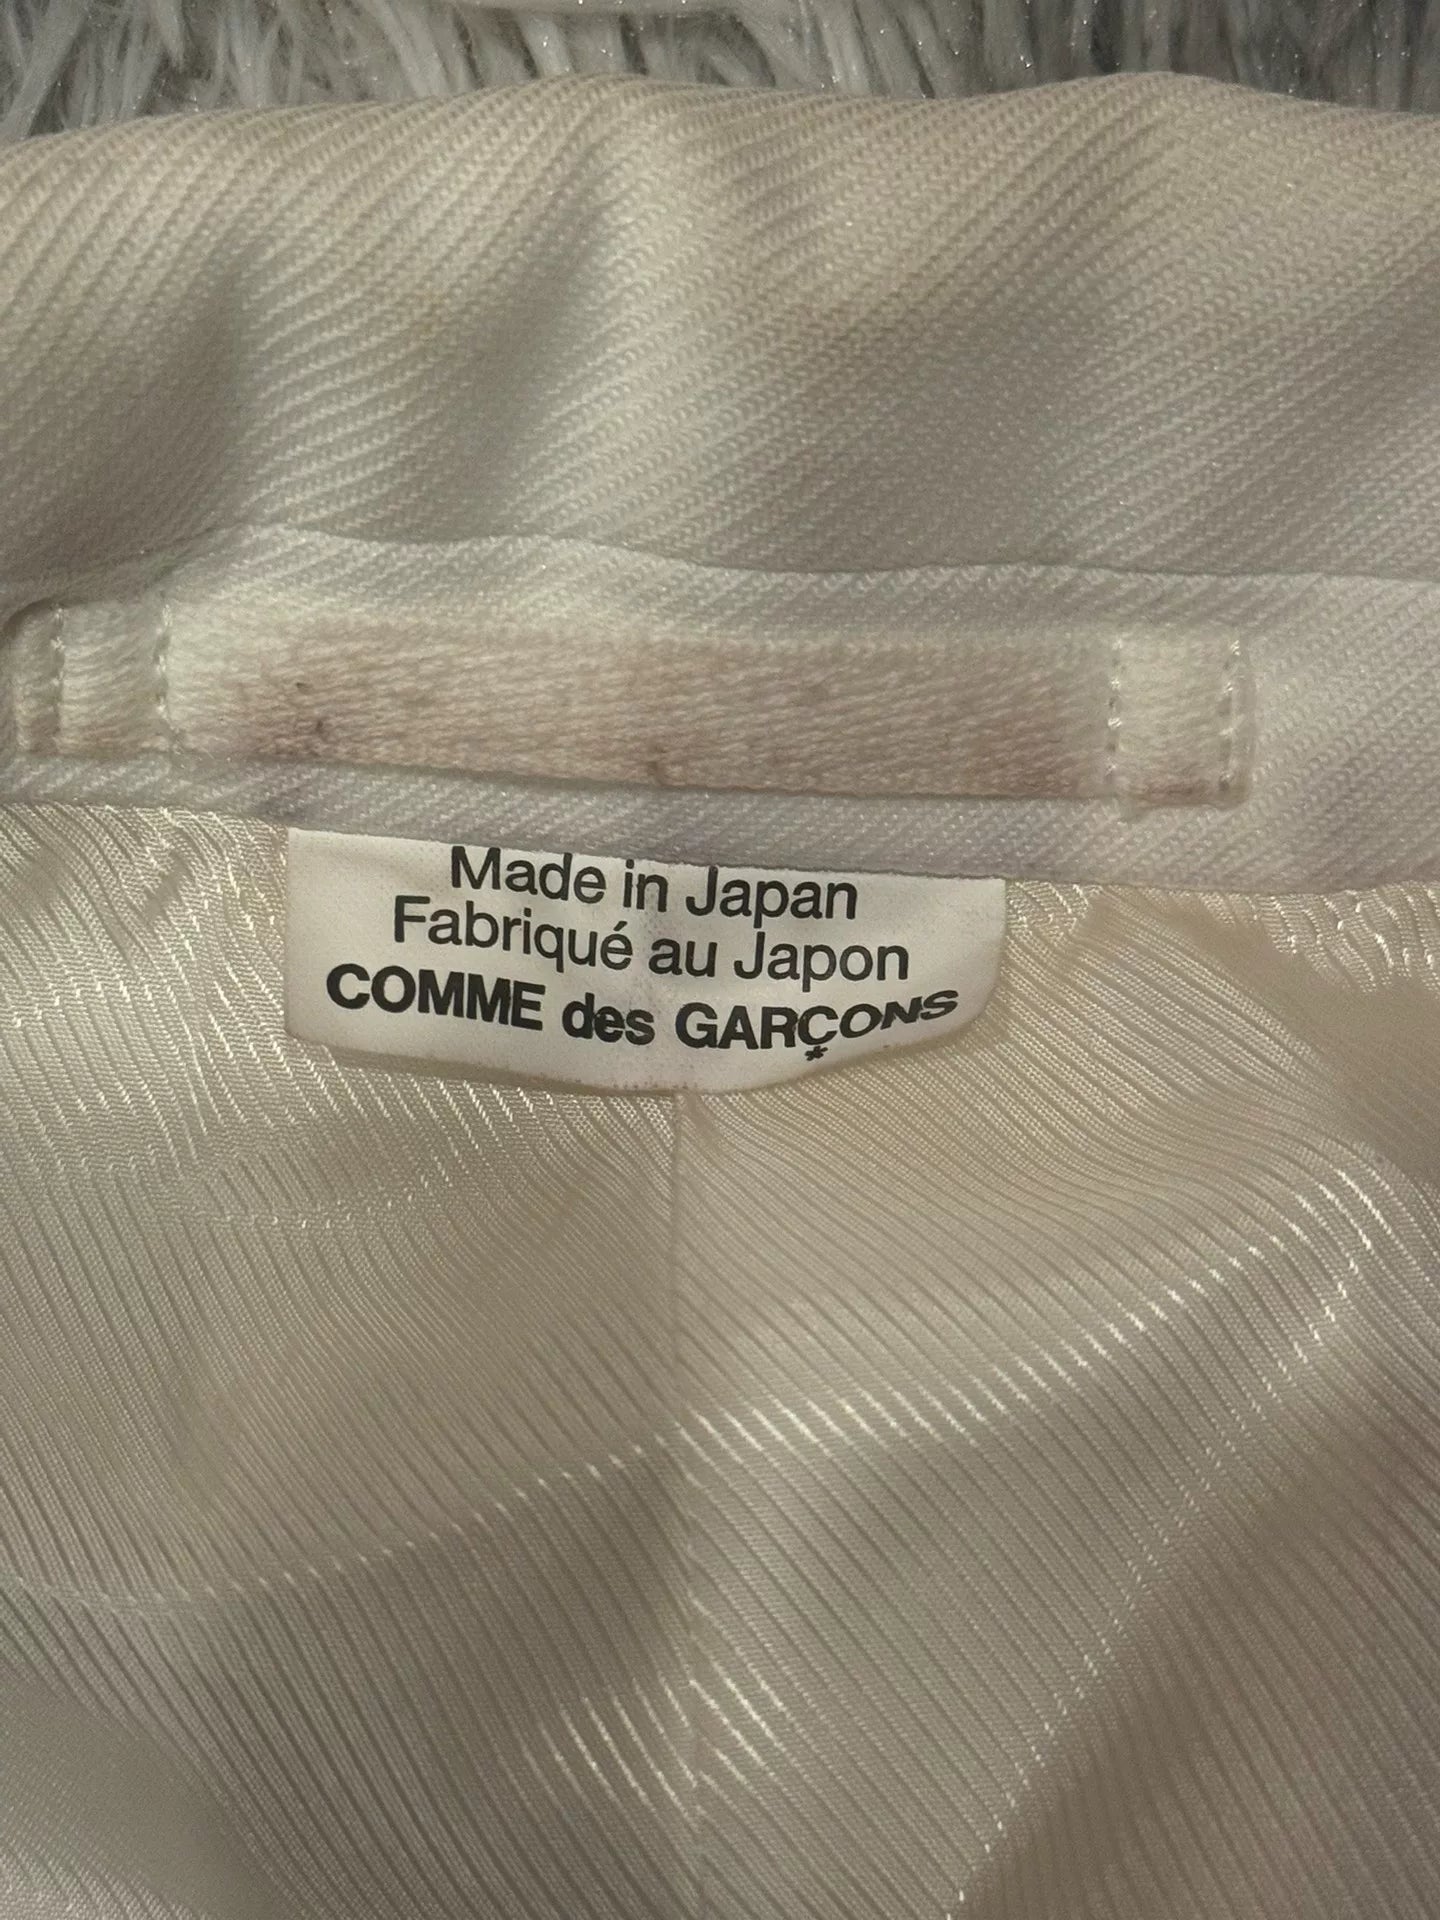 Made in Japan
Fabriqué au Japon
COMME des GARÇONS
*